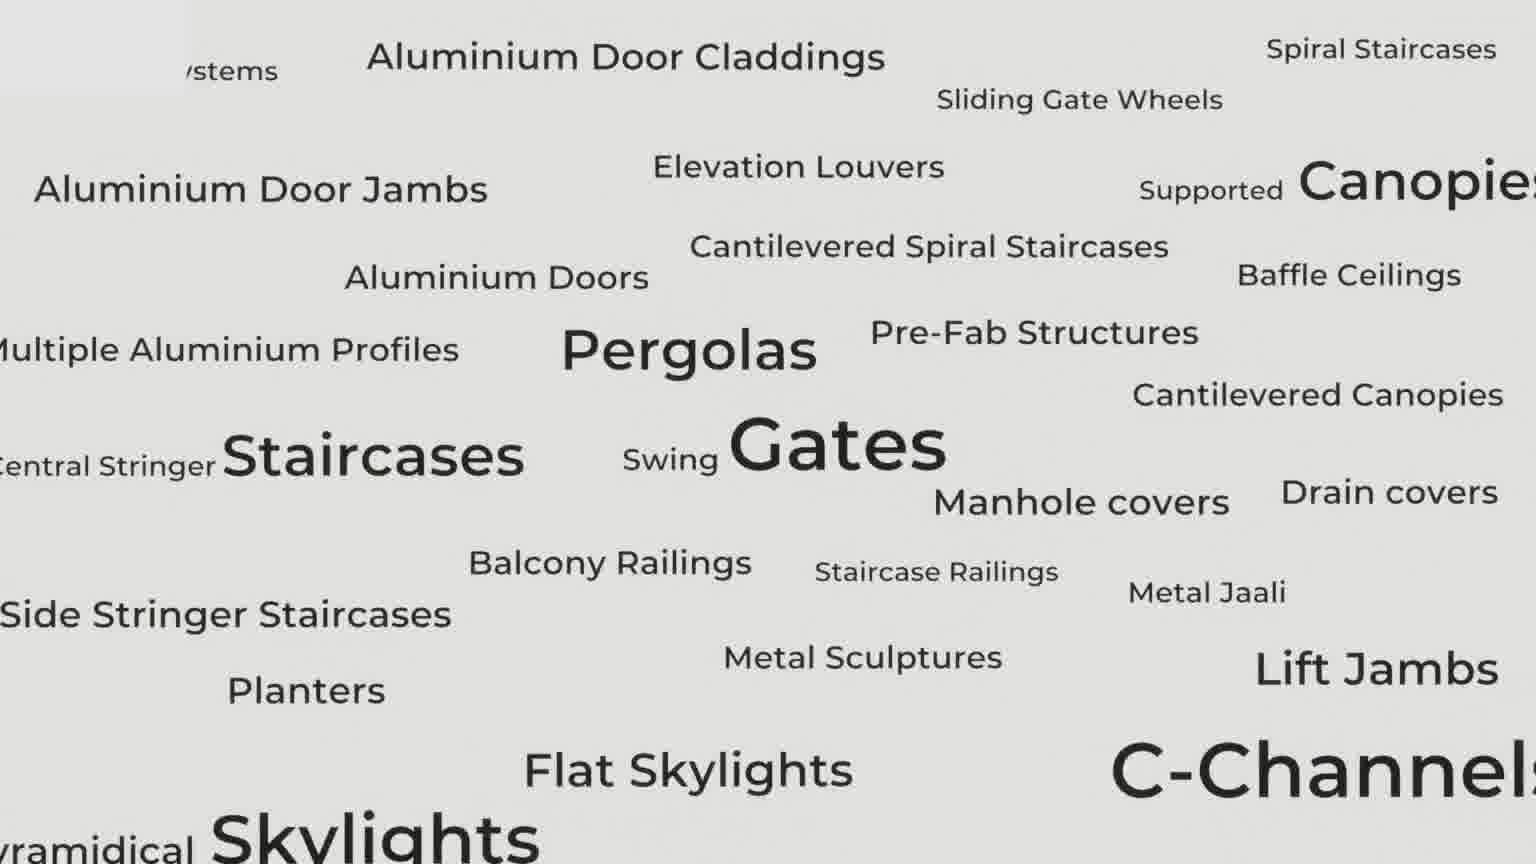 Aluminium Door Claddings
Spiral Staircases
Sliding Gate Wheels
Elevation Louvers
Aluminium Door Jambs
Supported Canopies
Cantilevered Spiral Staircases
Aluminium Doors
Baffle Ceilings
Multiple Aluminium Profiles
Pergolas
Pre-Fab Structures
Cantilevered Canopies
Central Stringer Staircases
Swing Gates
Manhole covers
Drain covers
Balcony Railings
Staircase Railings
Metal Jaali
Side Stringer Staircases
Metal Sculptures
Lift Jambs
Planters
Flat Skylights
C-Channels
Skylights